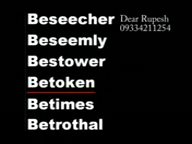 Beseecher
Dear Rupesh
09334211254
Beseemly
Bestower
Betoken
Betimes
Betrothal